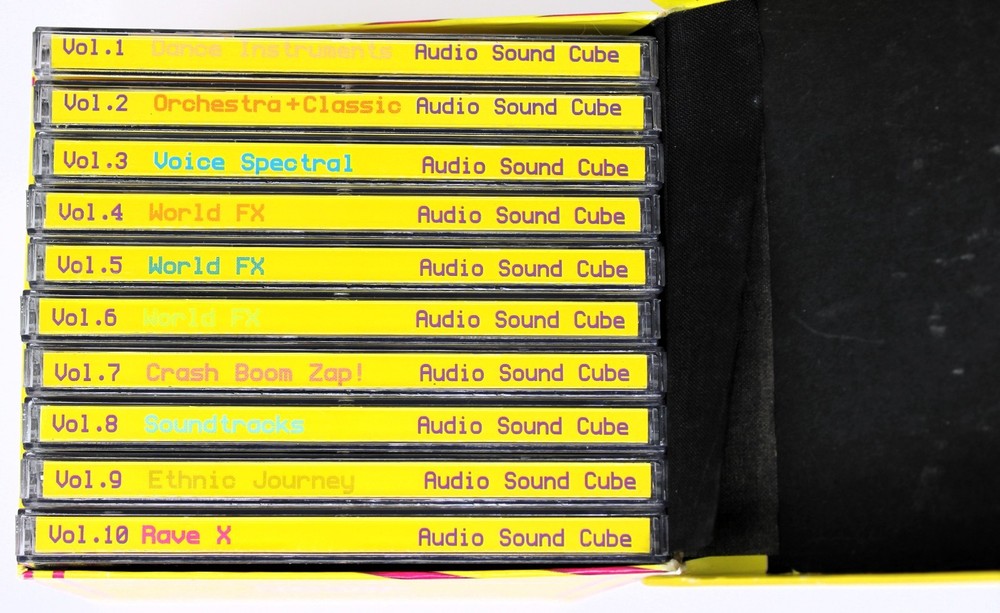 Vol.1 Dance Instruments Audio Sound Cube
Vol.2 Orchestra+Classic Audio Sound Cube
Vol.3 Voice Spectral Audio Sound Cube
Vol.4 World FX Audio Sound Cube
Vol.5 World FX Audio Sound Cube
Vol.6 World FX Audio Sound Cube
Vol.7 Crash Boom Zap! Audio Sound Cube
Vol.8 Soundtracks Audio Sound Cube
Vol.9 Ethnic Journey Audio Sound Cube
Vol.10 Rave X Audio Sound Cube